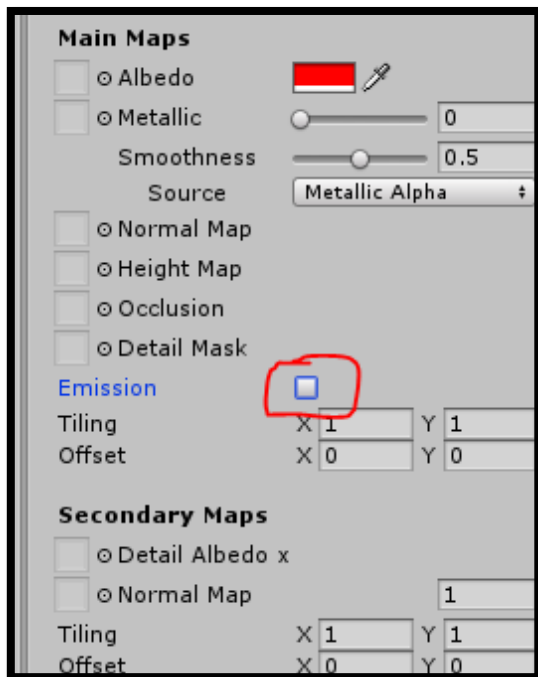 Main Maps
Albedo
Metallic 0
Smoothness 0.5
Source Metallic Alpha
Normal Map
Height Map
Occlusion
Detail Mask
Emission
Tiling X 1 Y 1
Offset X 0 Y 0
Secondary Maps
Detail Albedo x
Normal Map 1
Tiling X 1 Y 1
Offset X 0 Y 0